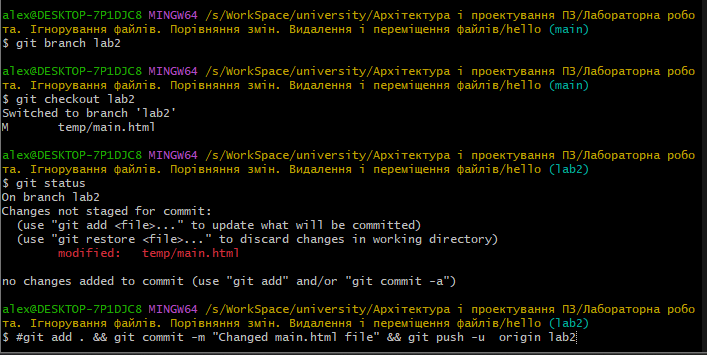 alex@DESKTOP-7P1DJC8 MINGW64 /s/WorkSpace/university/Архітектура і проектування ПЗ/Лабораторна робо
та. Ігнорування файлів. Порівняння змін. Видалення і переміщення файлів/hello (main)
$ git branch lab2
alex@DESKTOP-7P1DJC8 MINGW64 /s/WorkSpace/university/Архітектура і проектування ПЗ/Лабораторна робо
та. Ігнорування файлів. Порівняння змін. Видалення і переміщення файлів/hello (main)
$ git checkout lab2
Switched to branch 'lab2'
M       temp/main.html
alex@DESKTOP-7P1DJC8 MINGW64 /s/WorkSpace/university/Архітектура і проектування ПЗ/Лабораторна робо
та. Ігнорування файлів. Порівняння змін. Видалення і переміщення файлів/hello (lab2)
$ git status
On branch lab2
Changes not staged for commit:
  (use "git add <file>..." to update what will be committed)
  (use "git restore <file>..." to discard changes in working directory)
        modified:   temp/main.html
no changes added to commit (use "git add" and/or "git commit -a")
alex@DESKTOP-7P1DJC8 MINGW64 /s/WorkSpace/university/Архітектура і проектування ПЗ/Лабораторна робо
та. Ігнорування файлів. Порівняння змін. Видалення і переміщення файлів/hello (lab2)
$ #git add . && git commit -m "Changed main.html file" && git push -u  origin lab2